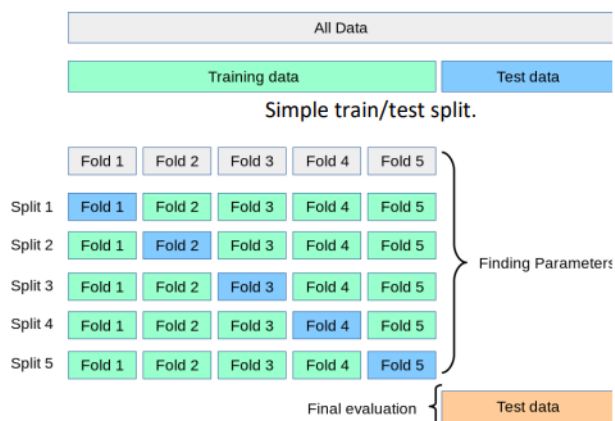 All Data
Training data Test data
Simple train/test split.
Fold 1 Fold 2 Fold 3 Fold 4 Fold 5
Split 1 Fold 1 Fold 2 Fold 3 Fold 4 Fold 5
Split 2 Fold 1 Fold 2 Fold 3 Fold 4 Fold 5
Finding Parameters
Split 3 Fold 1 Fold 2 Fold 3 Fold 4 Fold 5
Split 4 Fold 1 Fold 2 Fold 3 Fold 4 Fold 5
Split 5 Fold 1 Fold 2 Fold 3 Fold 4 Fold 5
Final evaluation Test data